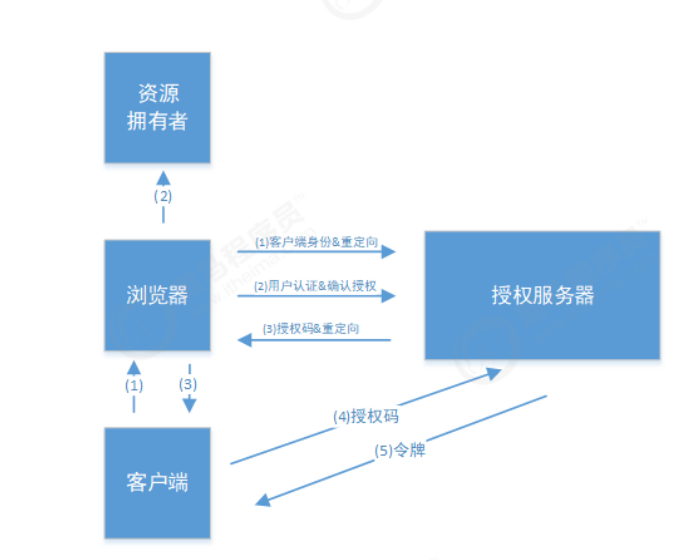 资源
拥有者
(2)
(1)客户端身份&重定向
浏览器
(2)用户认证&确认授权
授权服务器
(3)授权码&重定向
(1)
(3)
(4)授权码
(5)令牌
客户端